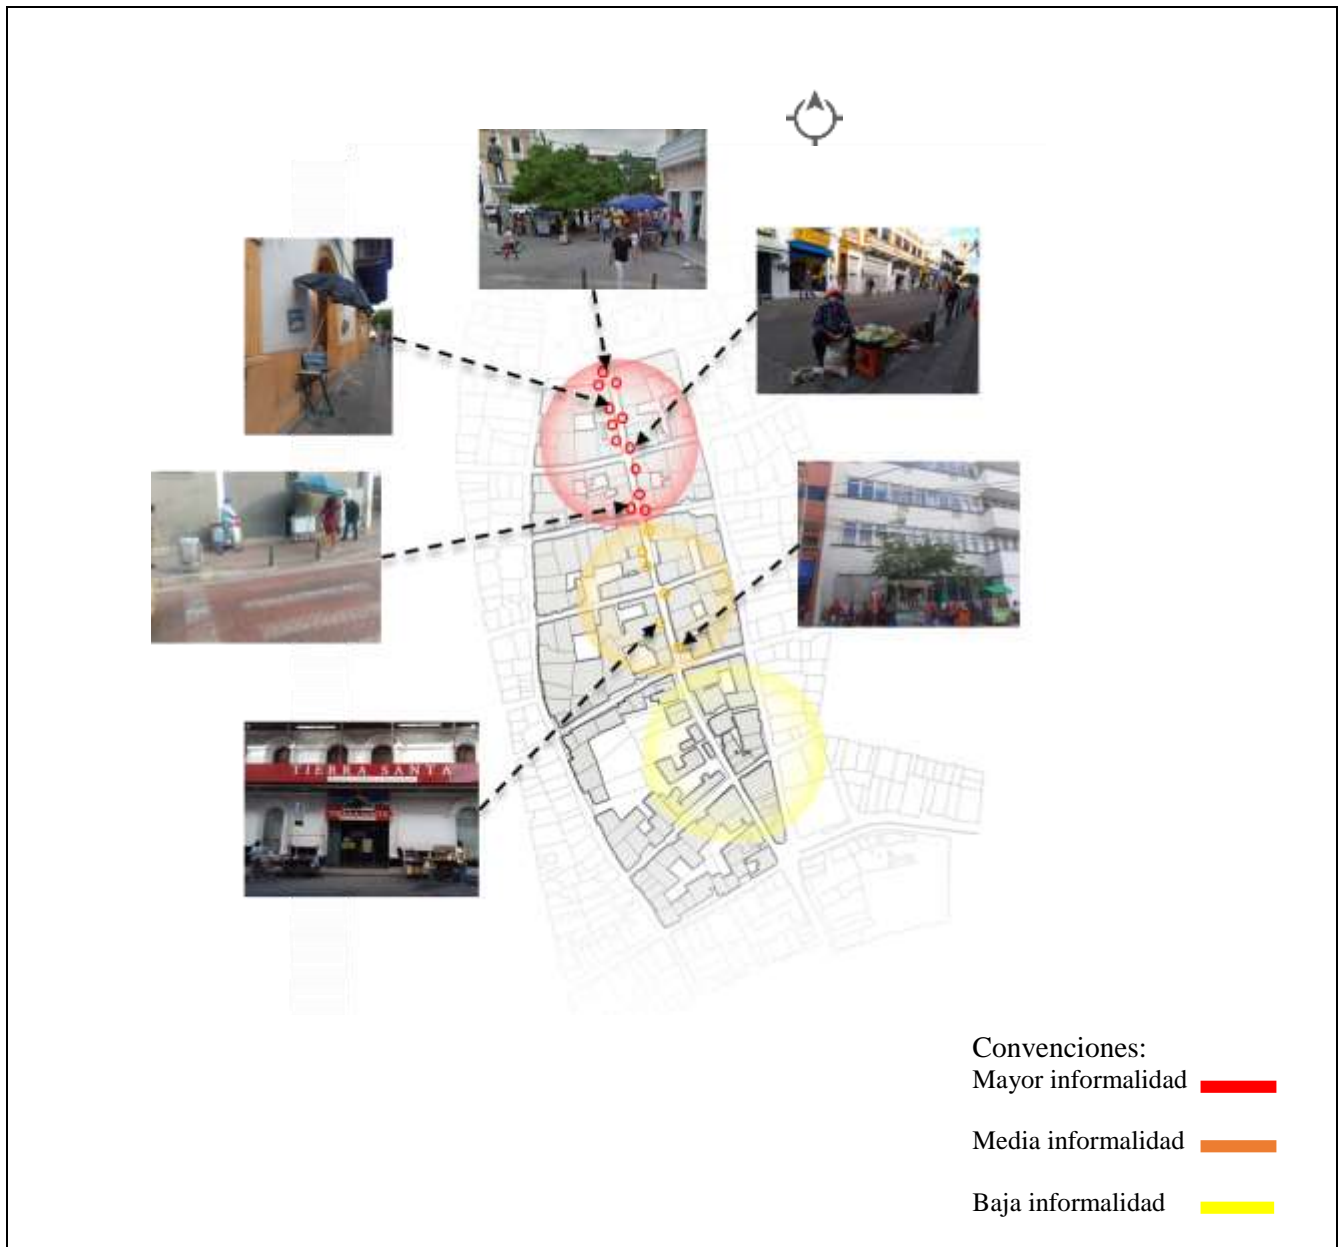 TIERRA SANTA
Convenciones:
Mayor informalidad
Media informalidad
Baja informalidad